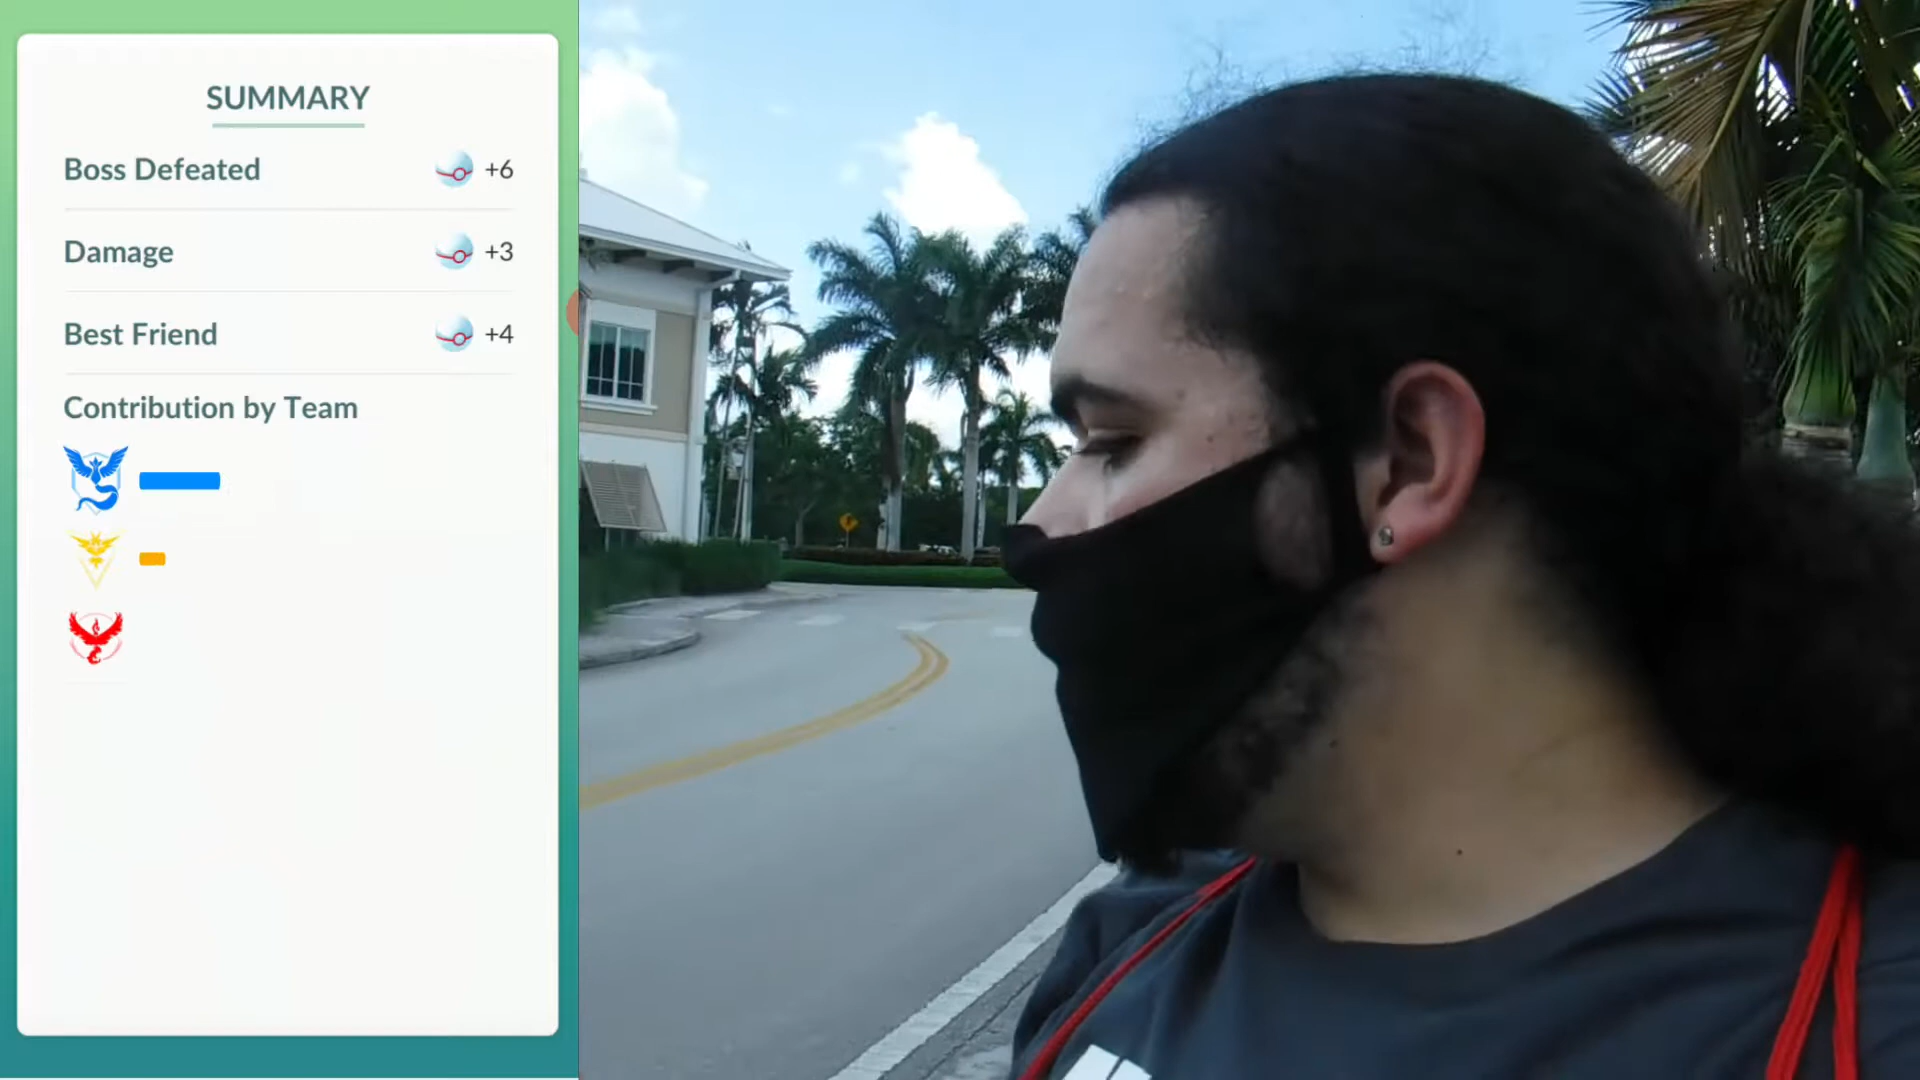 SUMMARY
Boss Defeated +6
Damage +3
Best Friend +4
Contribution by Team